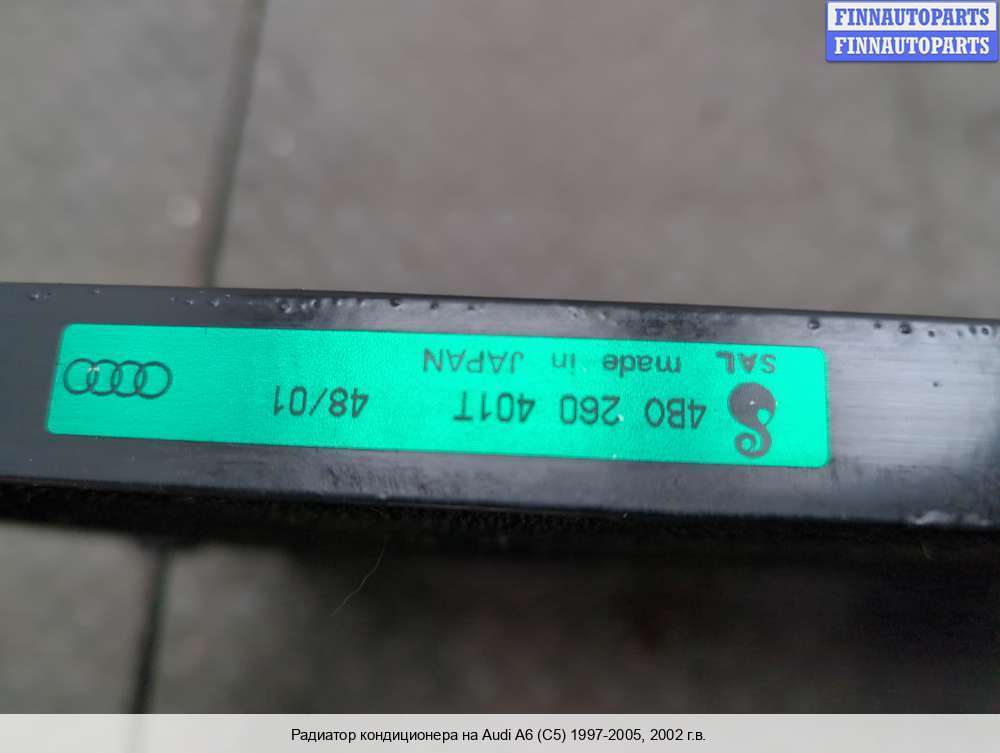 FINNAUTOPARTS
FINNAUTOPARTS
4B0 260 401T 48/01
SAL made in JAPAN
Радиатор кондиционера на Audi A6 (C5) 1997-2005, 2002 г.в.